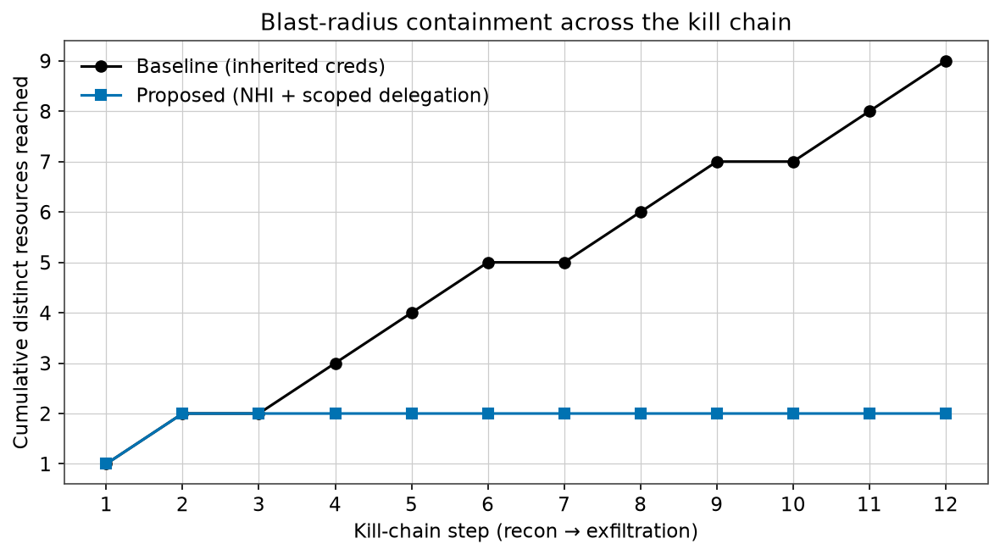 Blast-radius containment across the kill chain
Baseline (inherited creds)
Proposed (NHI + scoped delegation)
Cumulative distinct resources reached
9
8
7
6
5
4
3
2
1
1 2 3 4 5 6 7 8 9 10 11 12
Kill-chain step (recon → exfiltration)